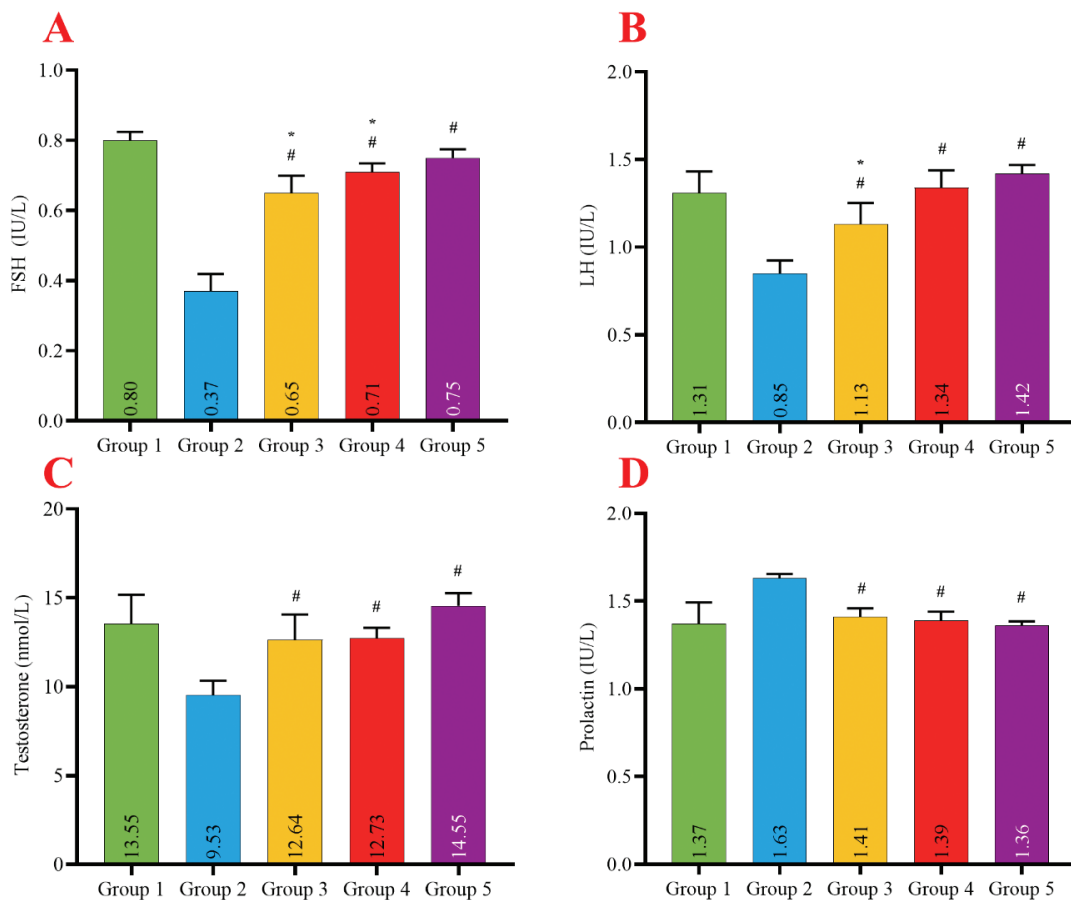 A
FSH (IU/L)
1.0
0.8
0.6
0.4
0.2
0.0
* * #
# #
0.80 0.37 0.65 0.71 0.75
Group 1 Group 2 Group 3 Group 4 Group 5
B
LH (IU/L)
2.0
1.5
1.0
0.5
0.0
* # #
#
1.31 0.85 1.13 1.34 1.42
Group 1 Group 2 Group 3 Group 4 Group 5
C
Testosterone (nmol/L)
20
15
10
5
0
# # #
13.55 9.53 12.64 12.73 14.55
Group 1 Group 2 Group 3 Group 4 Group 5
D
Prolactin (IU/L)
2.0
1.5
1.0
0.5
0.0
# # #
1.37 1.63 1.41 1.39 1.36
Group 1 Group 2 Group 3 Group 4 Group 5